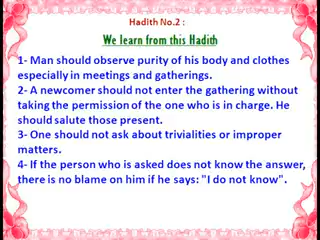 Hadith No.2 :
We learn from this Hadith
1- Man should observe purity of his body and clothes
especially in meetings and gatherings.
2- A newcomer should not enter the gathering without
taking the permission of the one who is in charge. He
should salute those present.
3- One should not ask about trivialities or improper
matters.
4- If the person who is asked does not know the answer,
there is no blame on him if he says: "I do not know".